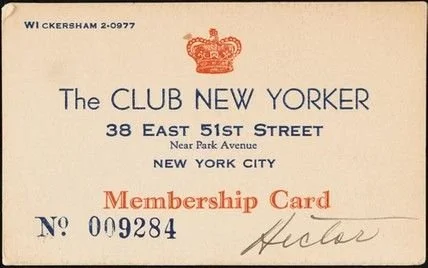 WICKERSHAM 2-0977
The CLUB NEW YORKER
38 EAST 51ST STREET
Near Park Avenue
NEW YORK CITY
Membership Card
Nº 009284
Hector